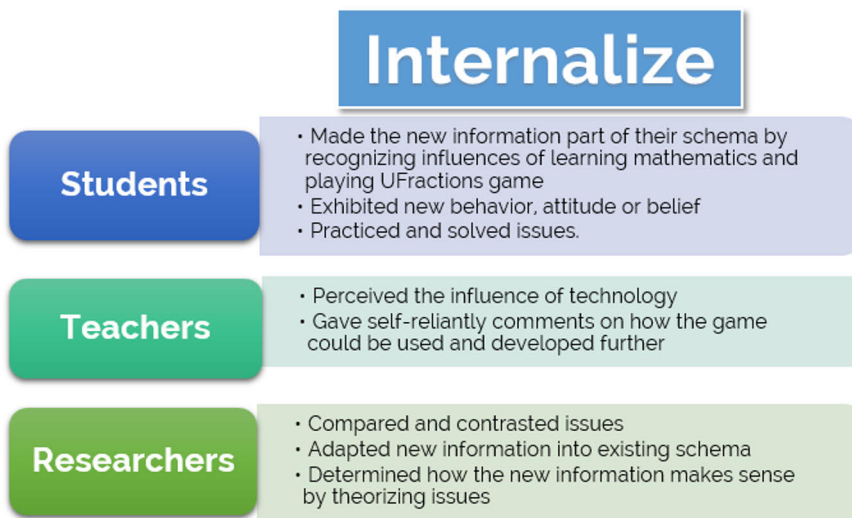 Internalize
Students
• Made the new information part of their schema by
recognizing influences of learning mathematics and
playing UFractions game
• Exhibited new behavior, attitude or belief
• Practiced and solved issues.
Teachers
• Perceived the influence of technology
• Gave self-reliantly comments on how the game
could be used and developed further
Researchers
• Compared and contrasted issues
• Adapted new information into existing schema
• Determined how the new information makes sense
by theorizing issues